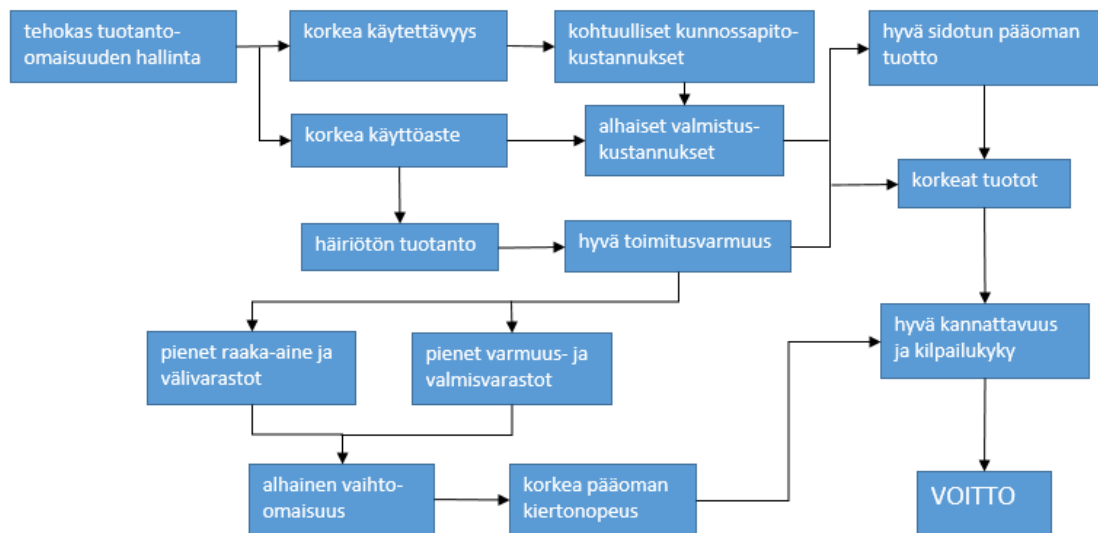 tehokas tuotanto-
omaisuuden hallinta
korkea käytettävyys
kohtuulliset kunnossapito-
kustannukset
hyvä sidotun pääoman
tuotto
korkea käyttöaste
alhaiset valmistus-
kustannukset
korkeat tuotot
häiriötön tuotanto
hyvä toimitusvarmuus
hyvä kannattavuus
ja kilpailukyky
pienet raaka-aine ja
välivarastot
pienet varmuus- ja
valmisvarastot
alhainen vaihto-
omaisuus
korkea pääoman
kiertonopeus
VOITTO